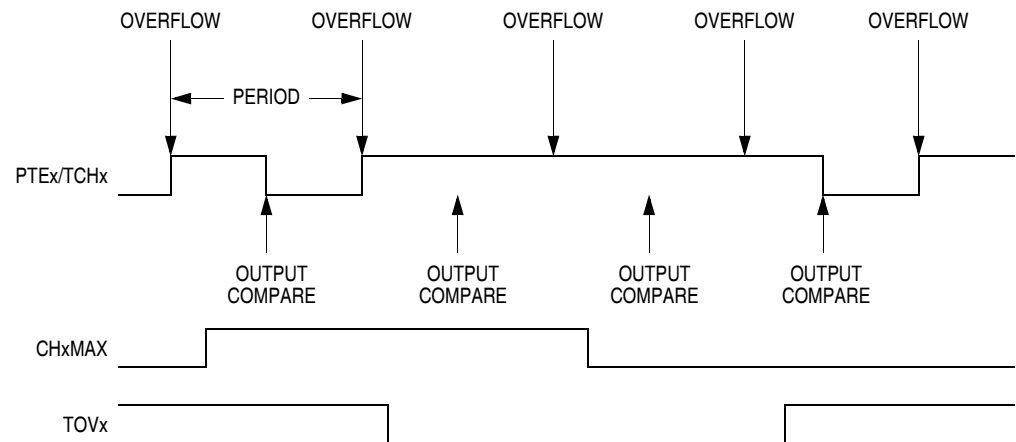 OVERFLOW OVERFLOW OVERFLOW OVERFLOW OVERFLOW
PERIOD
PTEx/TCHx
OUTPUT COMPARE
OUTPUT COMPARE
OUTPUT COMPARE
OUTPUT COMPARE
CHxMAX
TOVx